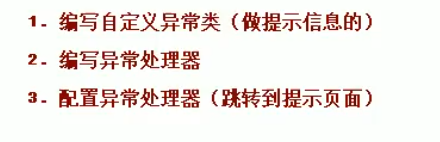 1. 编写自定义异常类（做提示信息的）
2. 编写异常处理器
3. 配置异常处理器（跳转到提示页面）